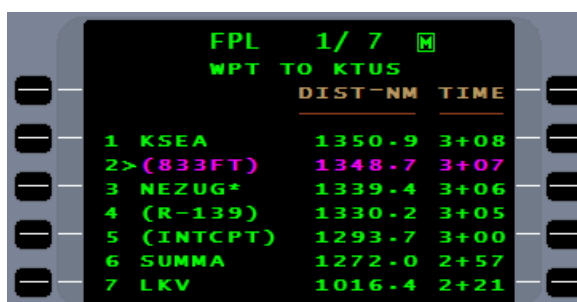 FPL 1/ 7 M
WPT TO KTUS
DIST-NM TIME
1 KSEA 1350.9 3+08
2>(833FT) 1348.7 3+07
3 NEZUG* 1339.4 3+06
4 (R-139) 1330.2 3+05
5 (INTCPT) 1293.7 3+00
6 SUMMA 1272.0 2+57
7 LKV 1016.4 2+21